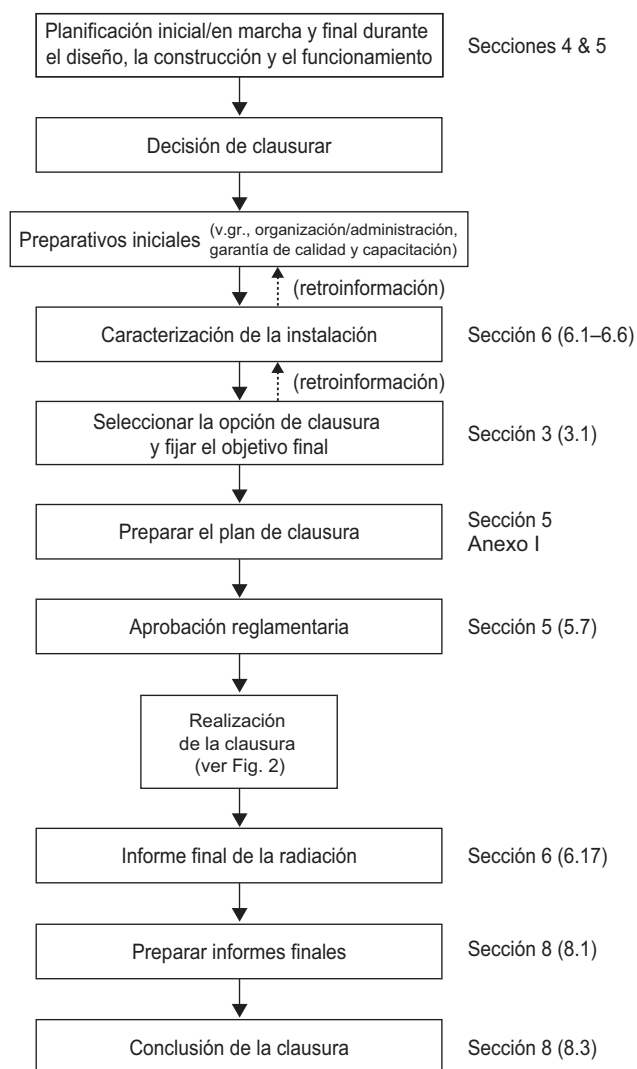 Planificación inicial/en marcha y final durante
el diseño, la construcción y el funcionamiento
Secciones 4 & 5
Decisión de clausurar
Preparativos iniciales
(v.gr., organización/administración,
garantía de calidad y capacitación)
(retroinformación)
Caracterización de la instalación
Sección 6 (6.1–6.6)
(retroinformación)
Seleccionar la opción de clausura
y fijar el objetivo final
Sección 3 (3.1)
Preparar el plan de clausura
Sección 5
Anexo I
Aprobación reglamentaria
Sección 5 (5.7)
Realización
de la clausura
(ver Fig. 2)
Informe final de la radiación
Sección 6 (6.17)
Preparar informes finales
Sección 8 (8.1)
Conclusión de la clausura
Sección 8 (8.3)